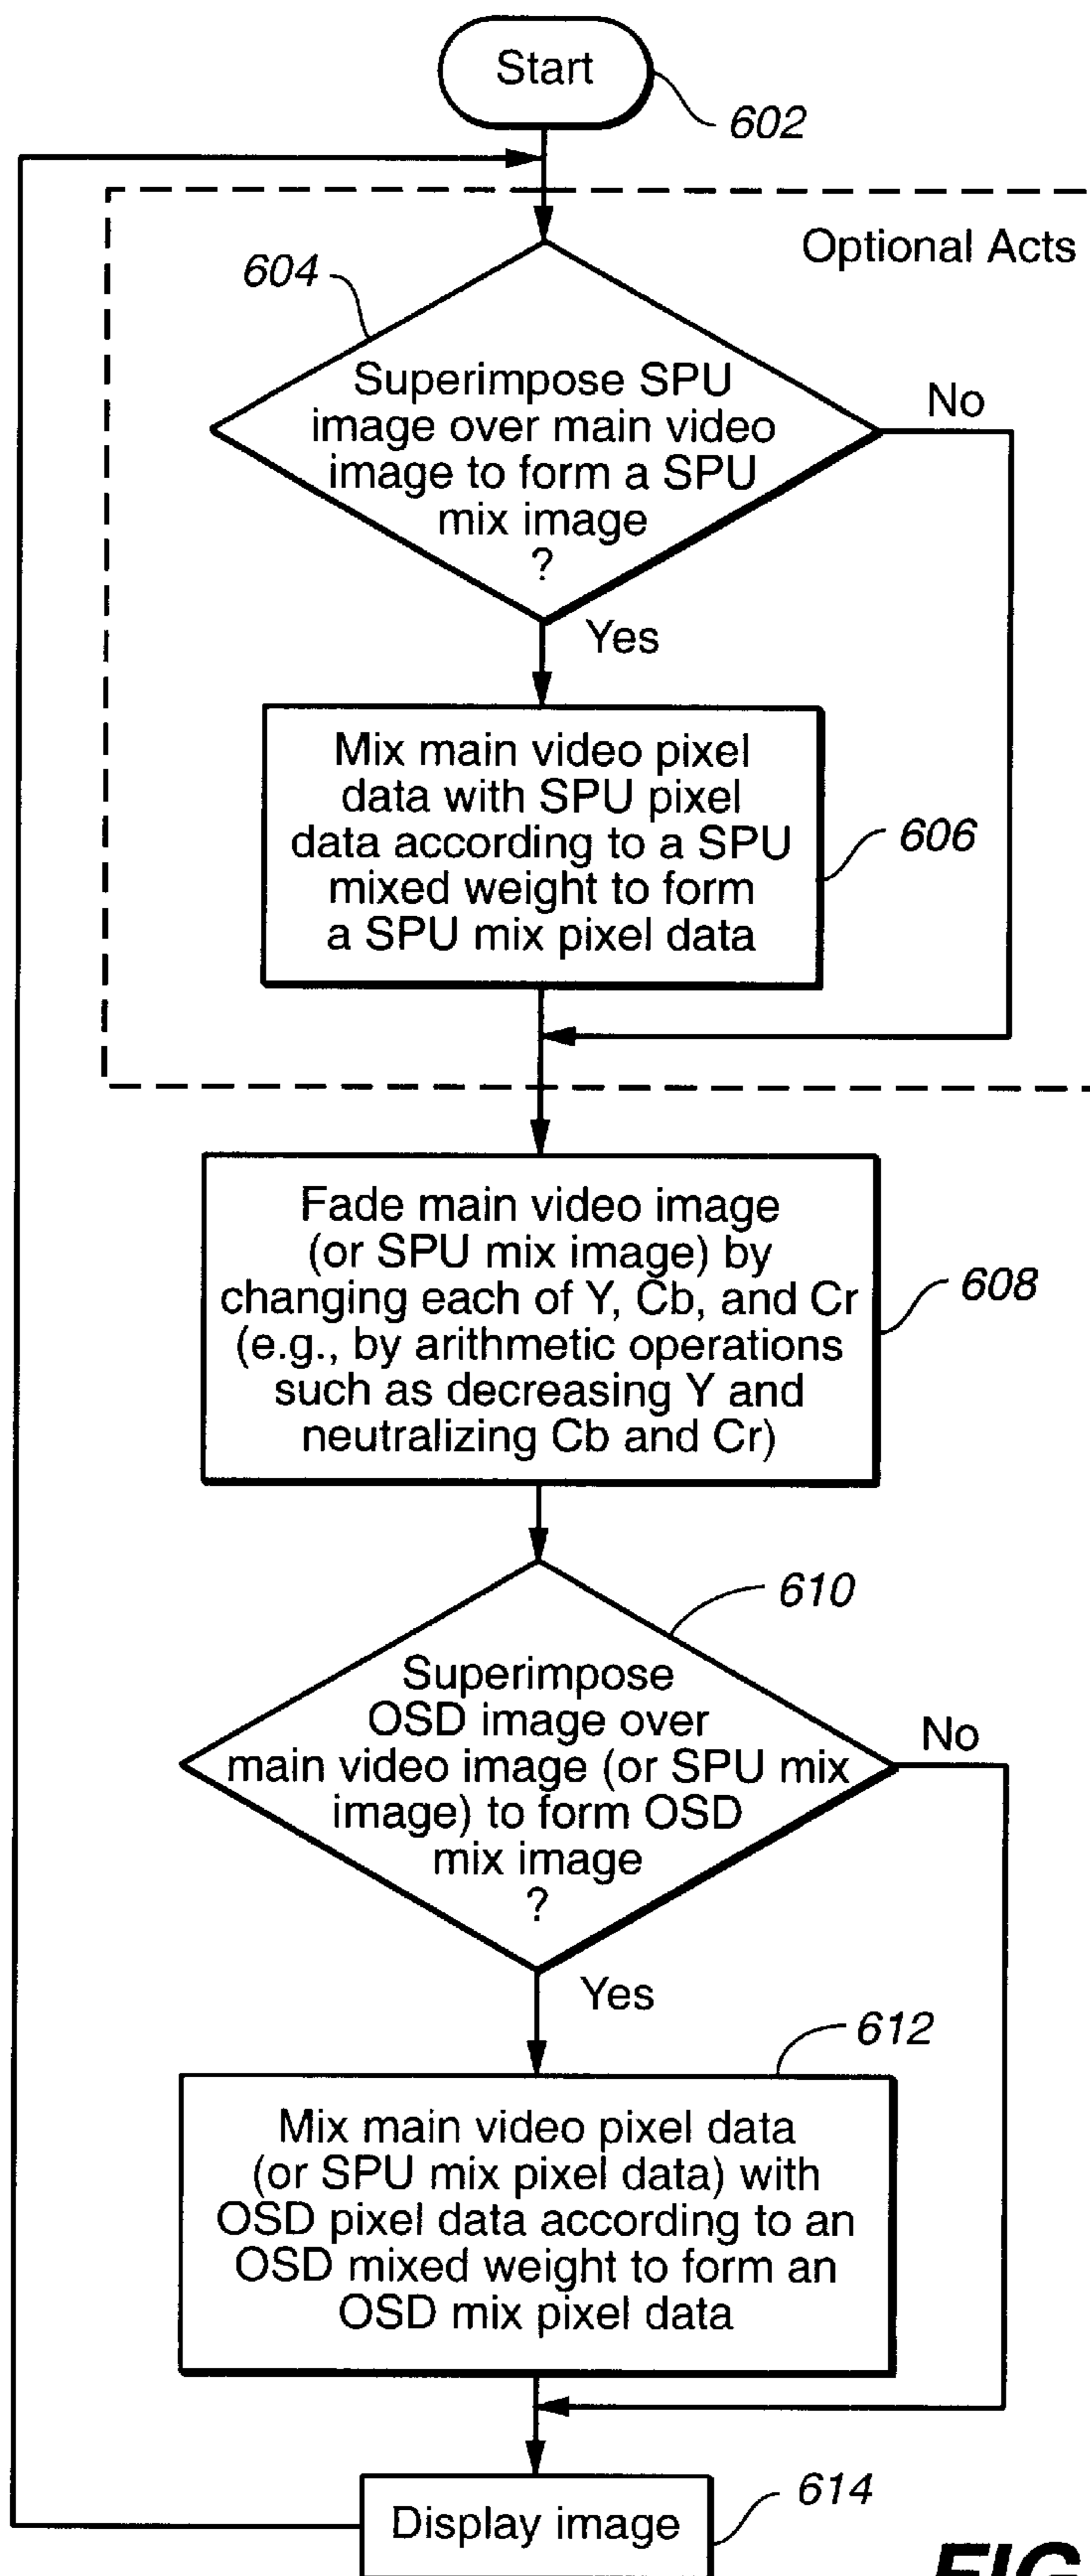 Start
602
Optional Acts
604
Superimpose SPU
image over main video
image to form a SPU
mix image
?
No
Yes
Mix main video pixel
data with SPU pixel
data according to a SPU
mixed weight to form
a SPU mix pixel data
606
Fade main video image
(or SPU mix image) by
changing each of Y, Cb, and Cr
(e.g., by arithmetic operations
such as decreasing Y and
neutralizing Cb and Cr)
608
610
Superimpose
OSD image over
main video image (or SPU mix
image) to form OSD
mix image
?
No
Yes
612
Mix main video pixel data
(or SPU mix pixel data) with
OSD pixel data according to an
OSD mixed weight to form an
OSD mix pixel data
Display image
614
FIG